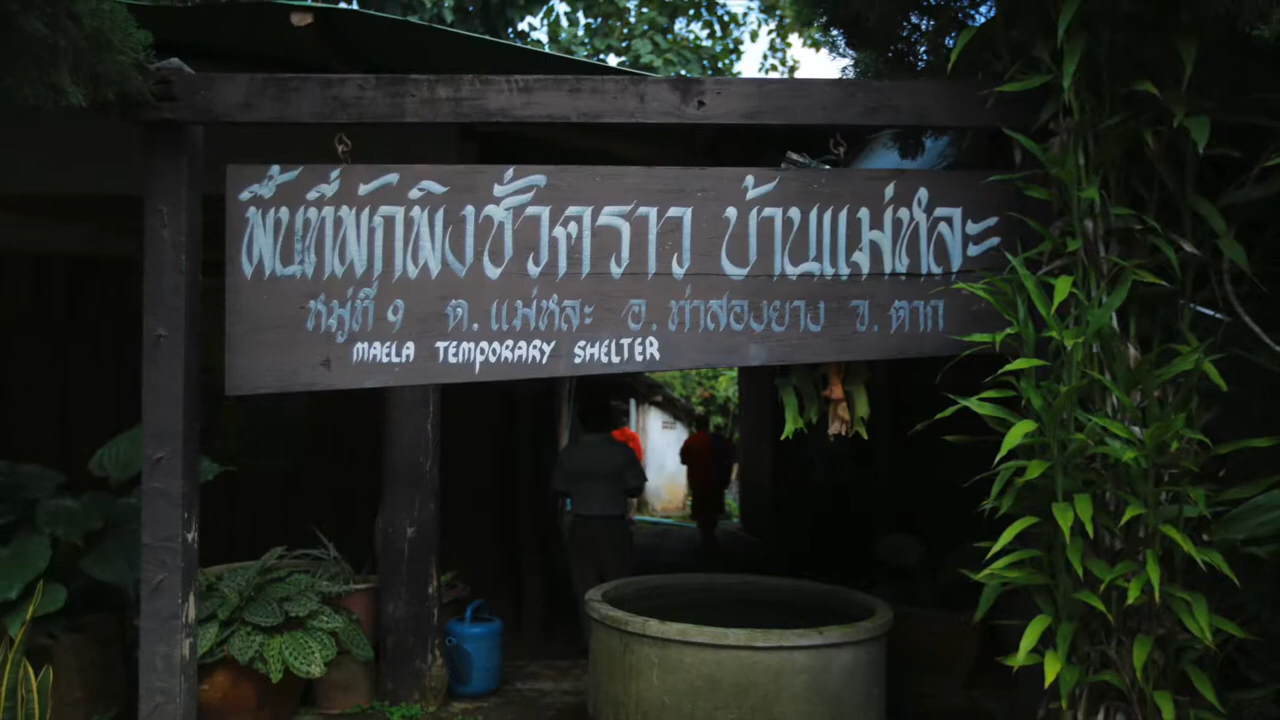 พื้นที่พักพิงชั่วคราว บ้านแม่หละ
หมู่ที่ ๑ ต. แม่หละ อ. ท่าสองยาง จ. ตาก
MAELA TEMPORARY SHELTER